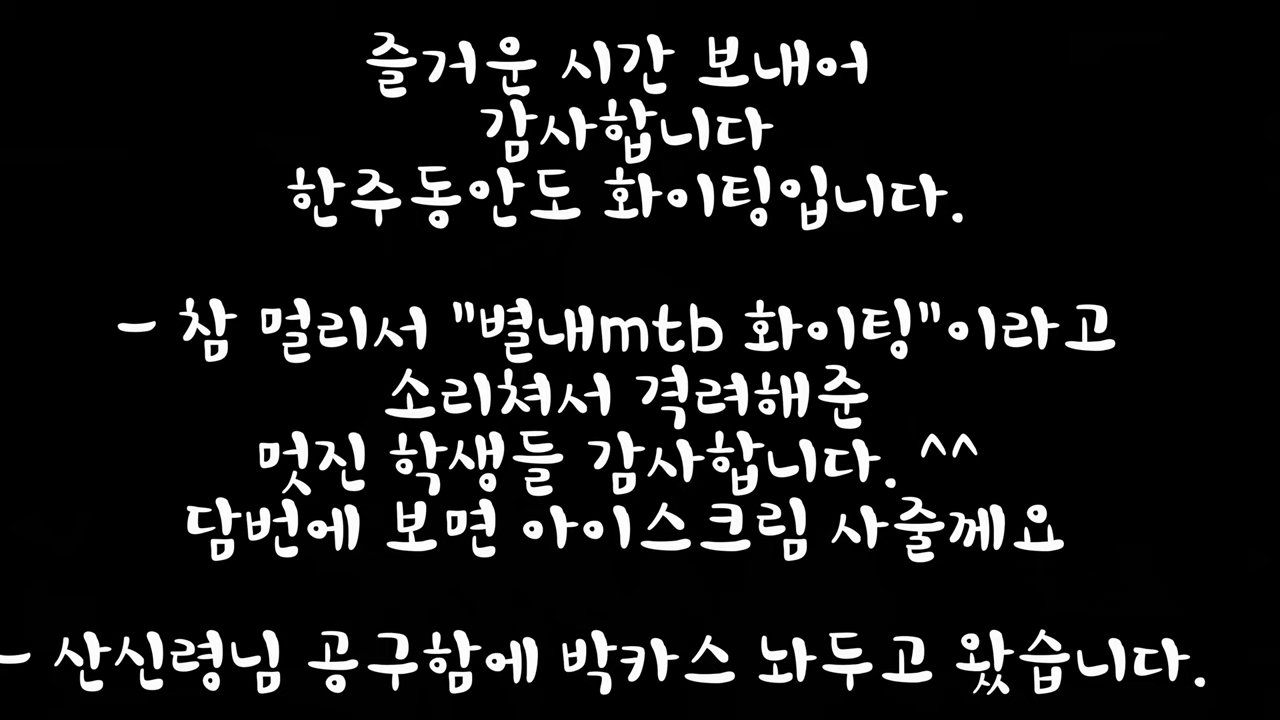 즐거운 시간 보내어
감사합니다
한주동안도 화이팅입니다.
- 참 멀리서 "별내mtb 화이팅"이라고
소리쳐서 격려해준
멋진 학생들 감사합니다. ^^
담번에 보면 아이스크림 사줄께요
- 산신령님 공구함에 박카스 놔두고 왔습니다.